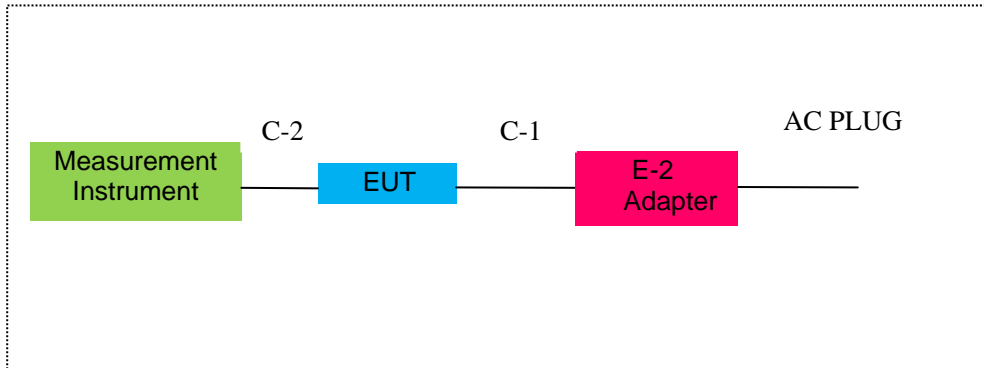 C-2
C-1
AC PLUG
Measurement
Instrument
EUT
E-2
Adapter